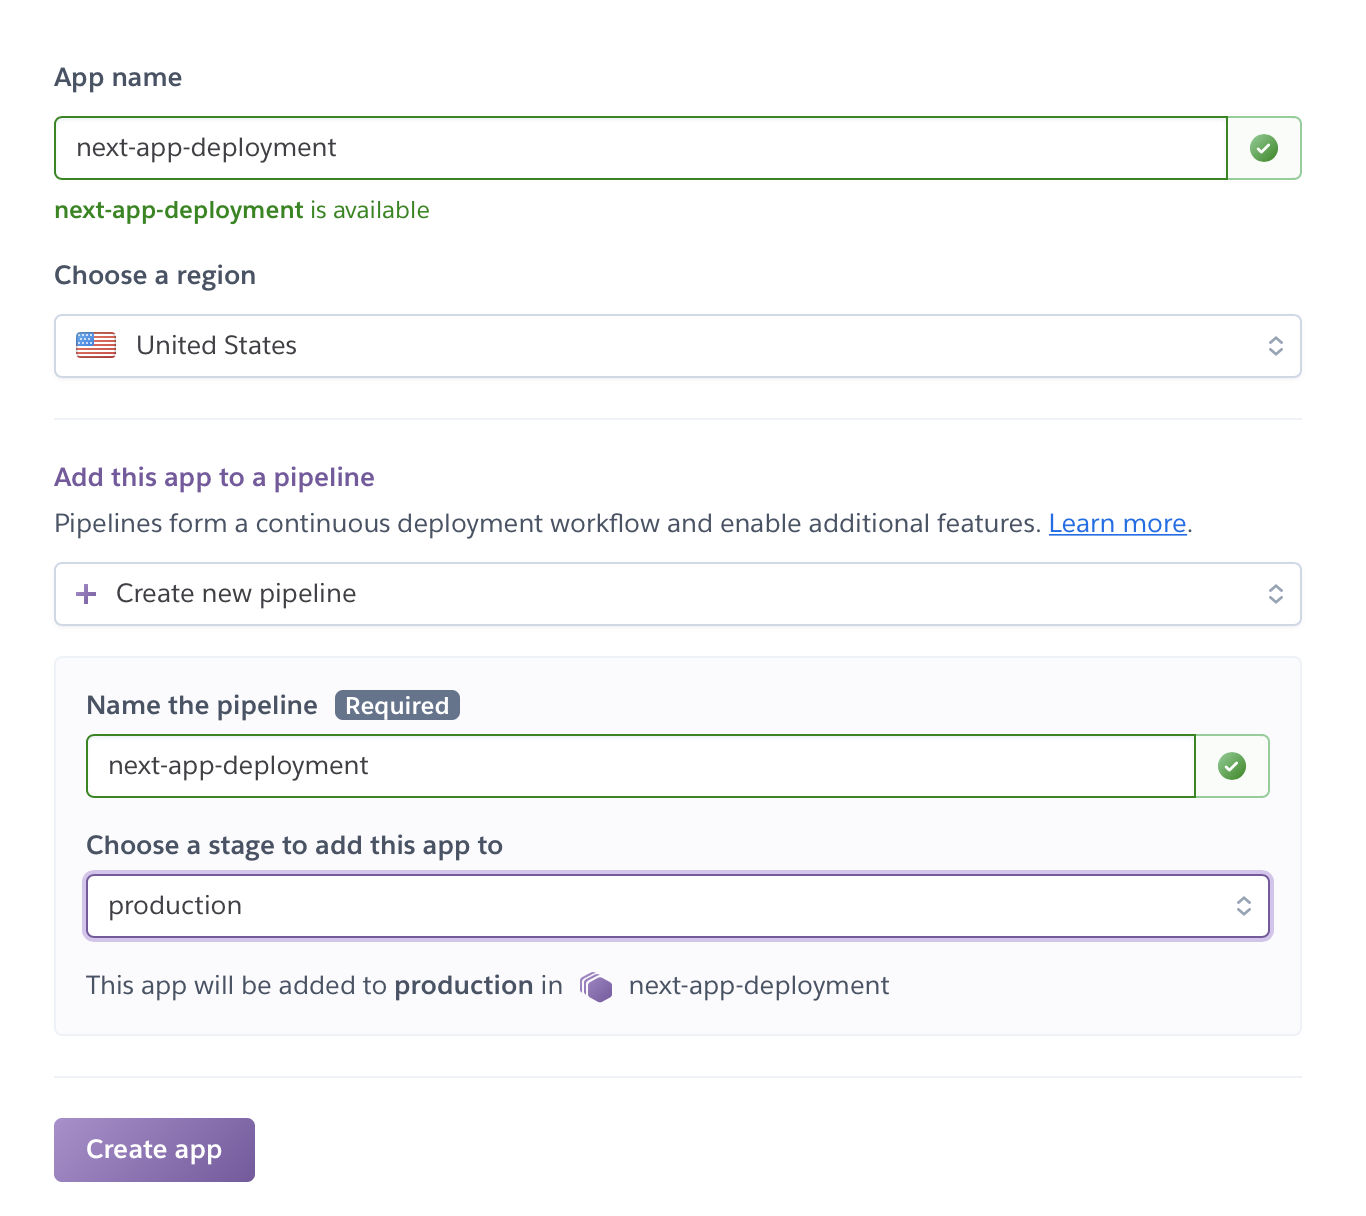 App name
next-app-deployment
next-app-deployment is available
Choose a region
United States
Add this app to a pipeline
Pipelines form a continuous deployment workflow and enable additional features. Learn more.
Create new pipeline
Name the pipeline Required
next-app-deployment
Choose a stage to add this app to
production
This app will be added to production in next-app-deployment
Create app